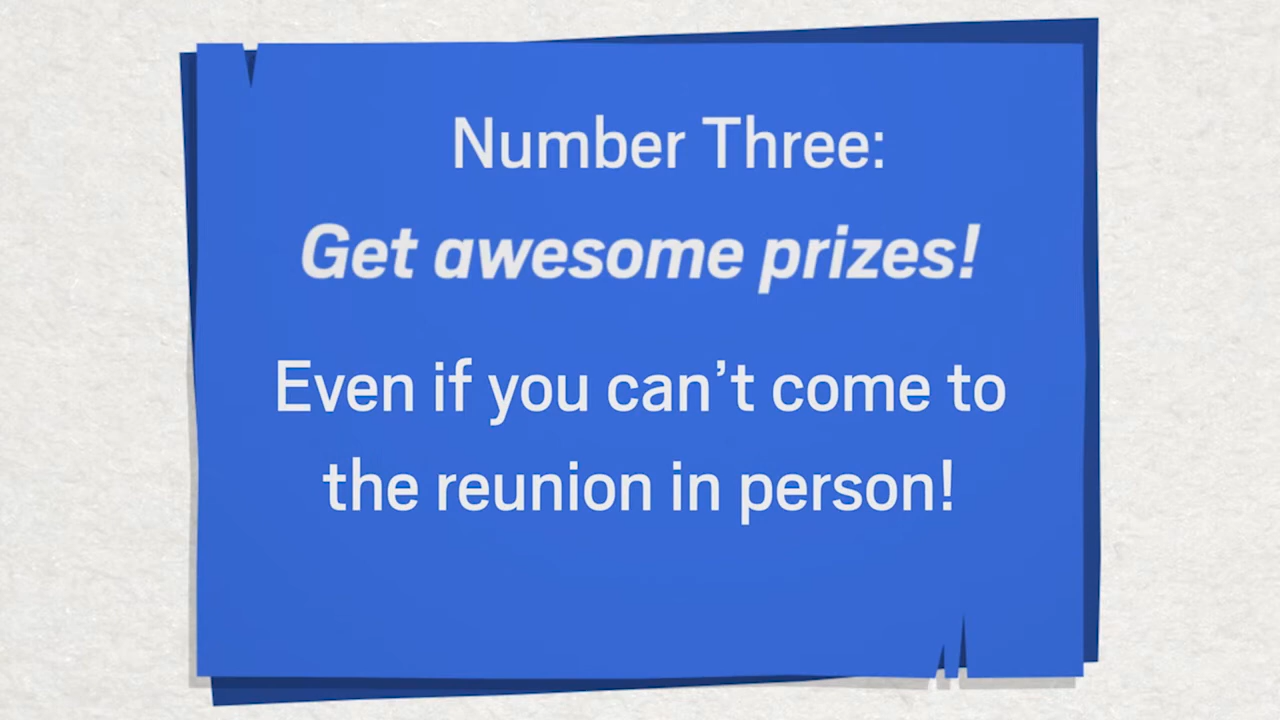 Number Three:
Get awesome prizes!
Even if you can’t come to
the reunion in person!